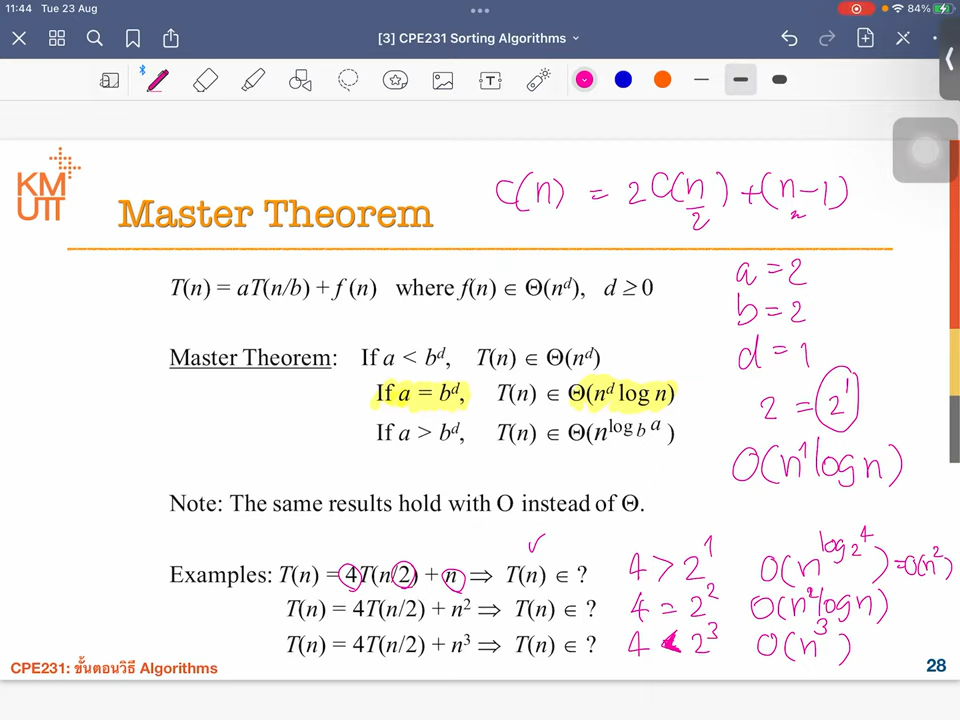 11:44 Tue 23 Aug 84%
[3] CPE231 Sorting Algorithms
KM
UTT
Master Theorem
C(n) = 2C(n/2) + (n-1)
n
T(n) = aT(n/b) + f (n) where f(n) ∈ Θ(n^d), d ≥ 0
a = 2
b = 2
d = 1
Master Theorem: If a < b^d, T(n) ∈ Θ(n^d)
If a = b^d, T(n) ∈ Θ(n^d log n)
2 = 2^1
If a > b^d, T(n) ∈ Θ(n^log_b a)
O(n^1 log n)
Note: The same results hold with O instead of Θ.
Examples: T(n) = 4T(n/2) + n ⇒ T(n) ∈ ? ✓ 4 > 2^1 O(n^log_2 4) = O(n^2)
T(n) = 4T(n/2) + n^2 ⇒ T(n) ∈ ? 4 = 2^2 O(n^2 log n)
T(n) = 4T(n/2) + n^3 ⇒ T(n) ∈ ? 4 < 2^3 O(n^3)
CPE231: ขั้นตอนวิธี Algorithms 28